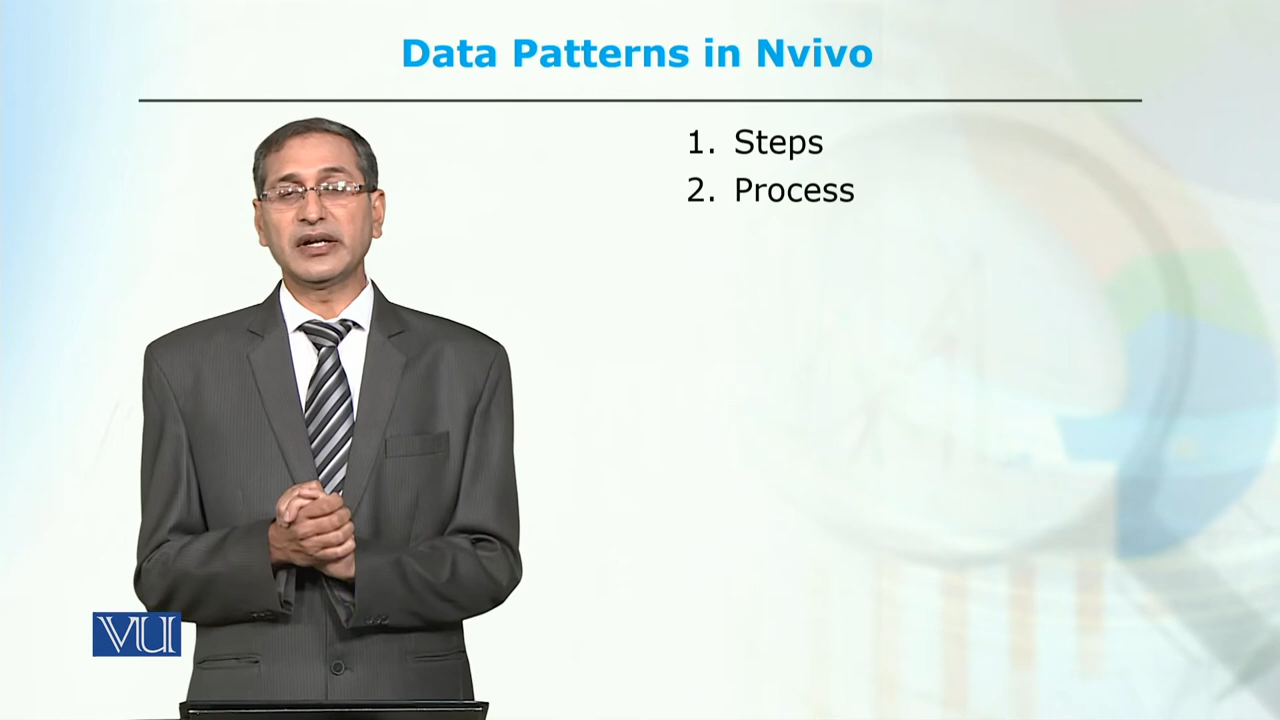 Data Patterns in Nvivo
1. Steps
2. Process
VU